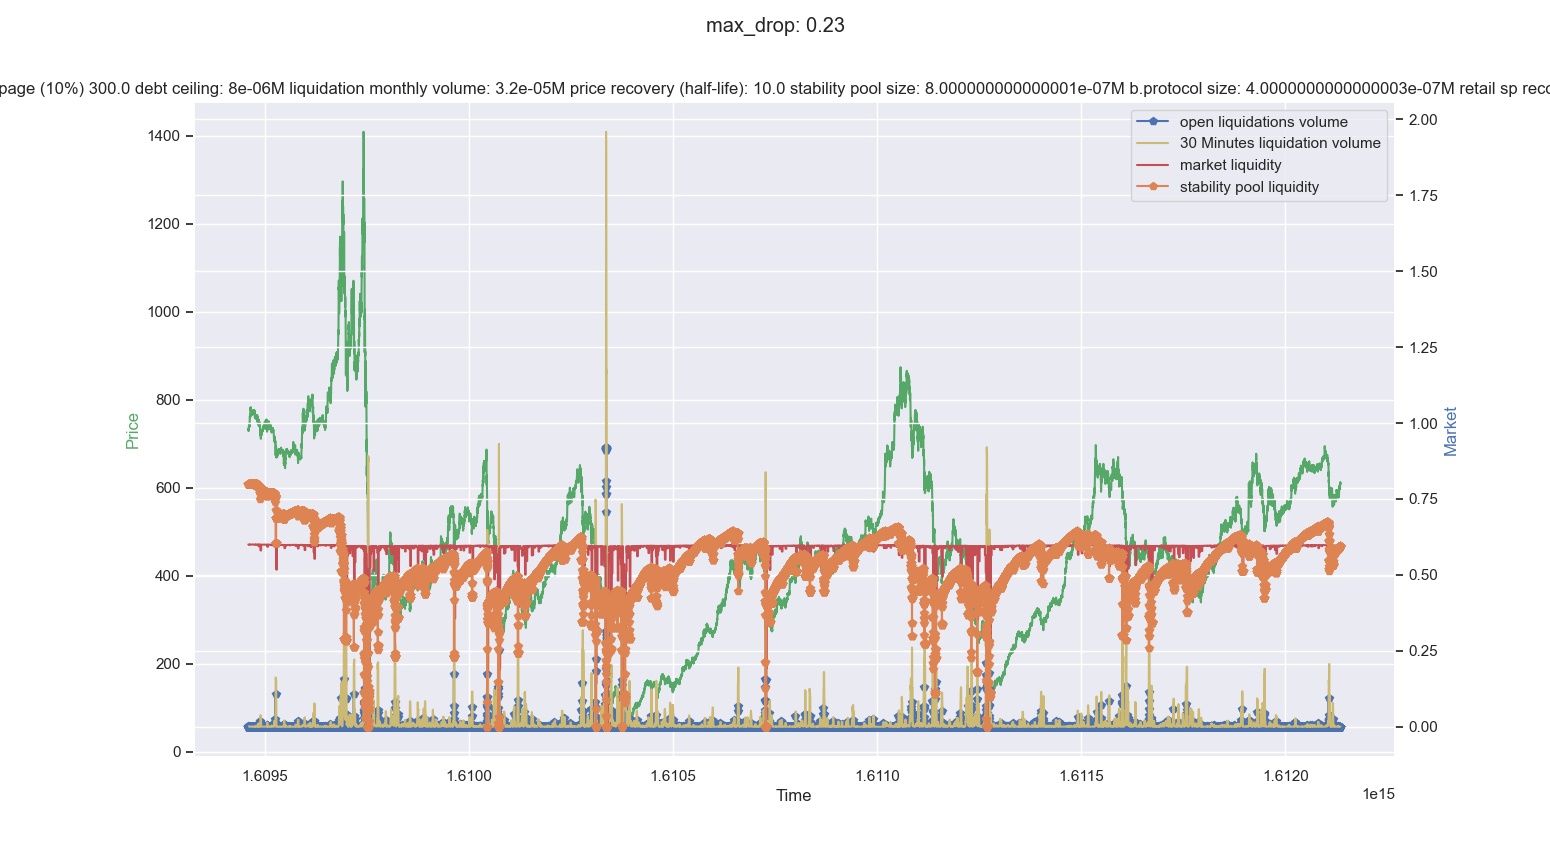 max_drop: 0.23
page (10%) 300.0 debt ceiling: 8e-06M liquidation monthly volume: 3.2e-05M price recovery (half-life): 10.0 stability pool size: 8.000000000000001e-07M b.protocol size: 4.0000000000000003e-07M retail sp reco
open liquidations volume
30 Minutes liquidation volume
market liquidity
stability pool liquidity
1400
1200
1000
800
600
400
200
0
Price
2.00
1.75
1.50
1.25
1.00
0.75
0.50
0.25
0.00
Market
1.6095 1.6100 1.6105 1.6110 1.6115 1.6120
Time
1e15